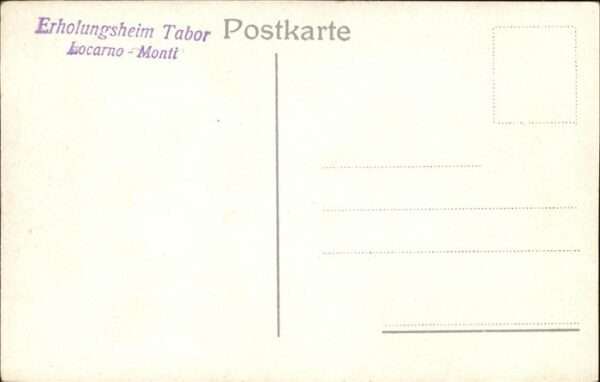 Erholungsheim Tabor
Locarno - Monti
Postkarte